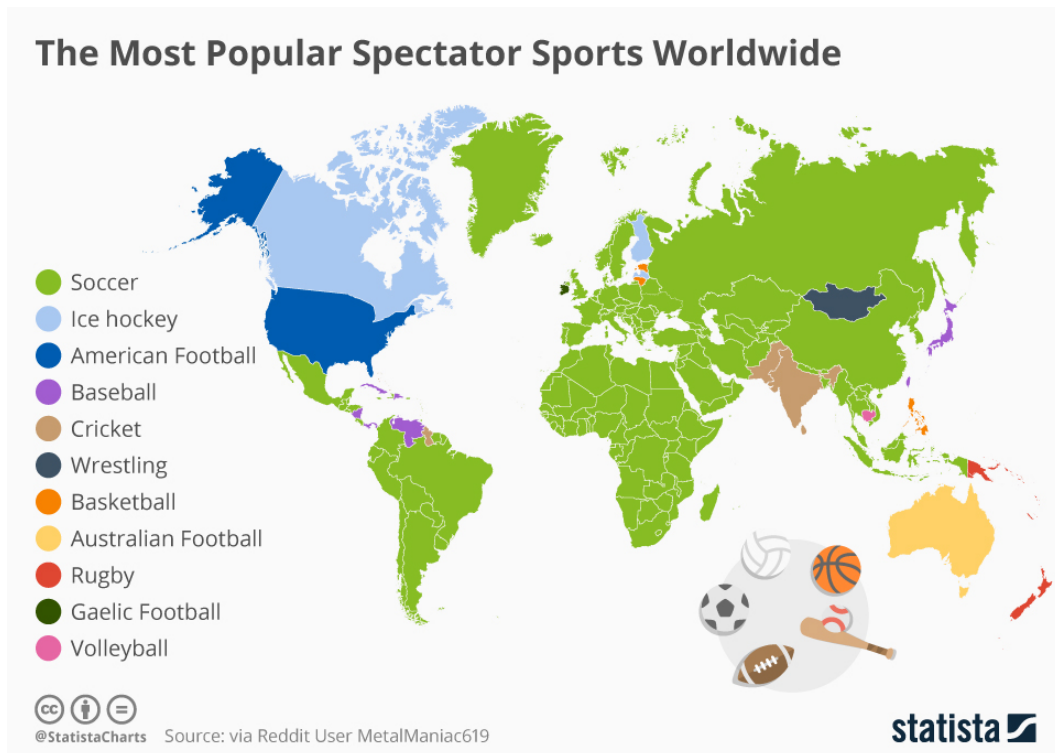 The Most Popular Spectator Sports Worldwide
Soccer
Ice hockey
American Football
Baseball
Cricket
Wrestling
Basketball
Australian Football
Rugby
Gaelic Football
Volleyball
cc
@StatistaCharts Source: via Reddit User MetalManiac619
statista